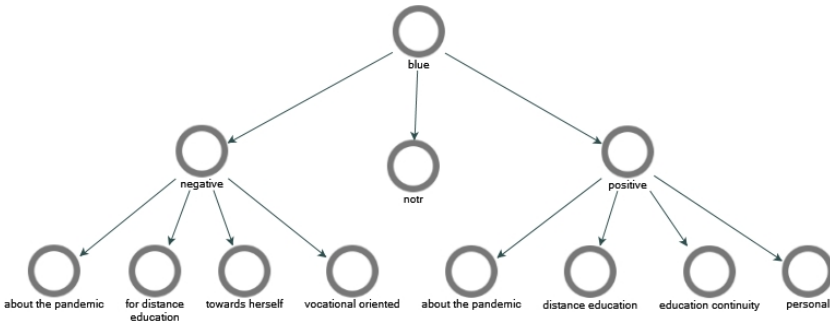 blue
negative
notr
positive
about the pandemic
for distance
education
towards herself
vocational oriented
about the pandemic
distance education
education continuity
personal